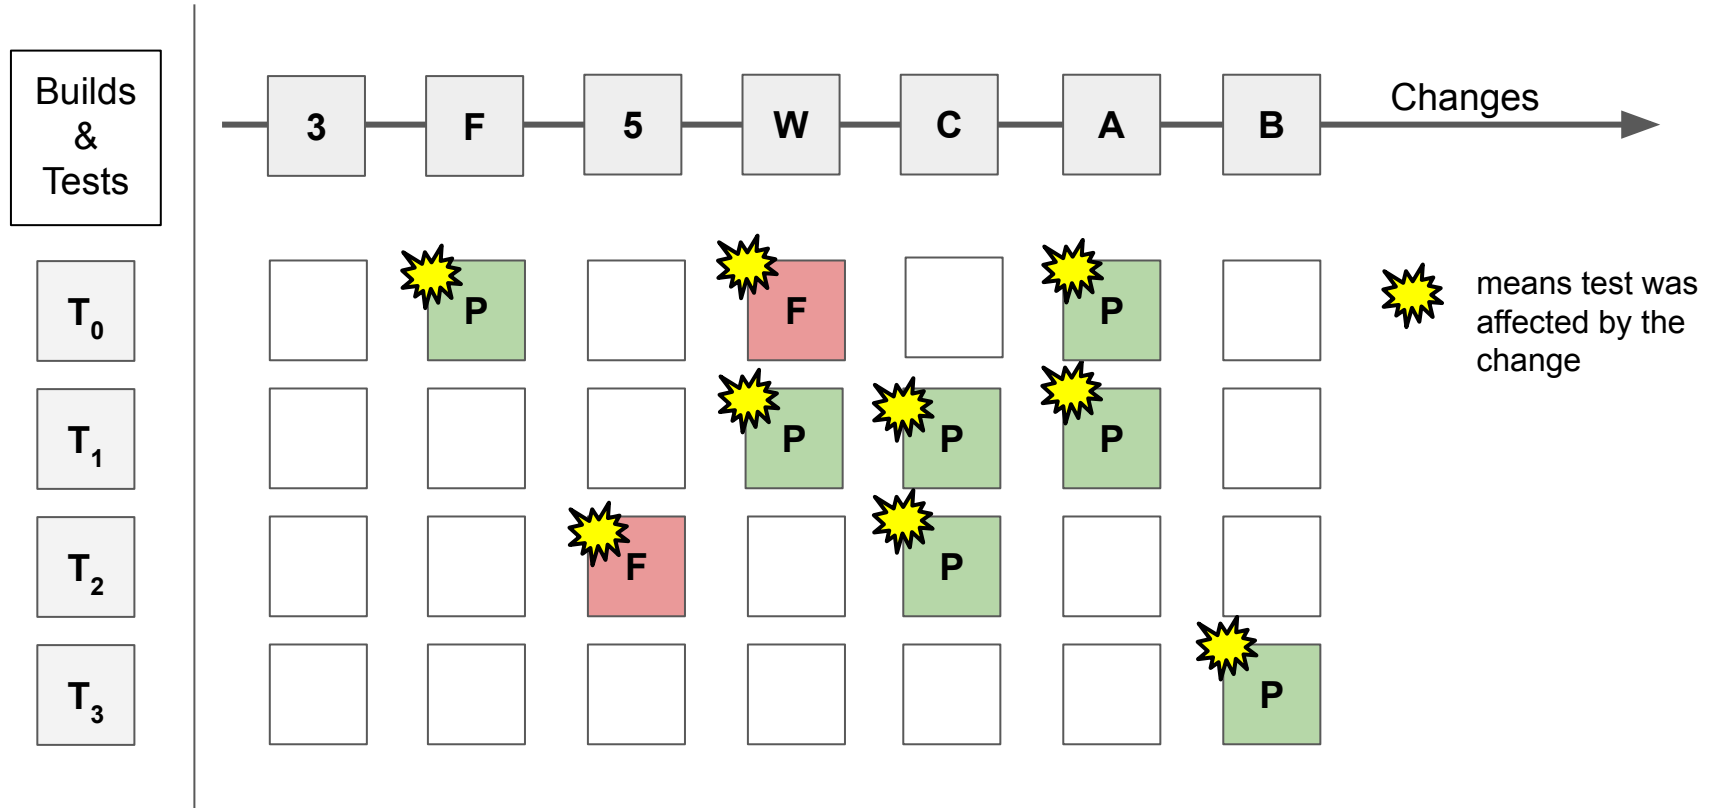 Builds
&
Tests
3 F 5 W C A B
Changes
T0 P F P
means test was
affected by the
change
T1 P P P
T2 F P
T3 P